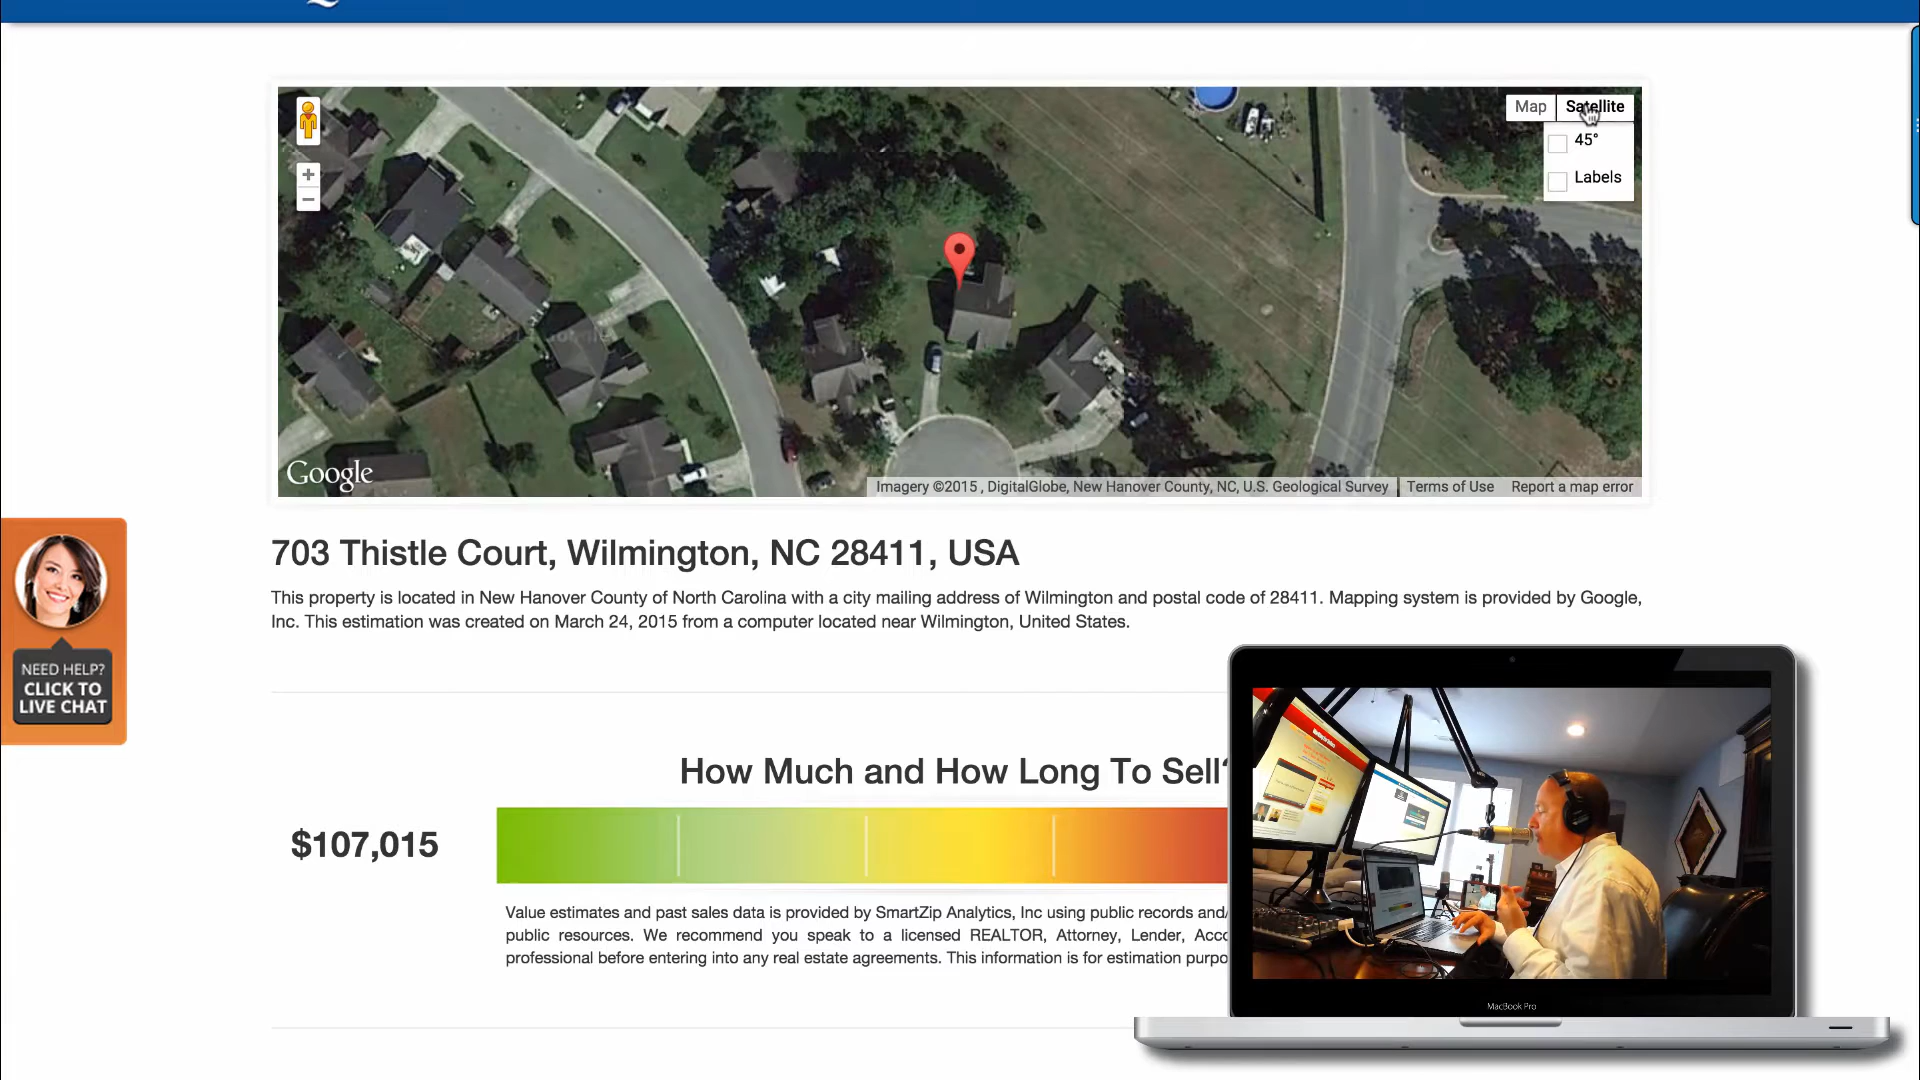 Map
Satellite
45°
Labels
+
−
Google
Imagery ©2015 , DigitalGlobe, New Hanover County, NC, U.S. Geological Survey
Terms of Use
Report a map error
703 Thistle Court, Wilmington, NC 28411, USA
This property is located in New Hanover County of North Carolina with a city mailing address of Wilmington and postal code of 28411. Mapping system is provided by Google,
Inc. This estimation was created on March 24, 2015 from a computer located near Wilmington, United States.
NEED HELP?
CLICK TO
LIVE CHAT
How Much and How Long To Sell?
$107,015
Value estimates and past sales data is provided by SmartZip Analytics, Inc using public records and/
public resources. We recommend you speak to a licensed REALTOR, Attorney, Lender, Acco
professional before entering into any real estate agreements. This information is for estimation purpo
MacBook Pro